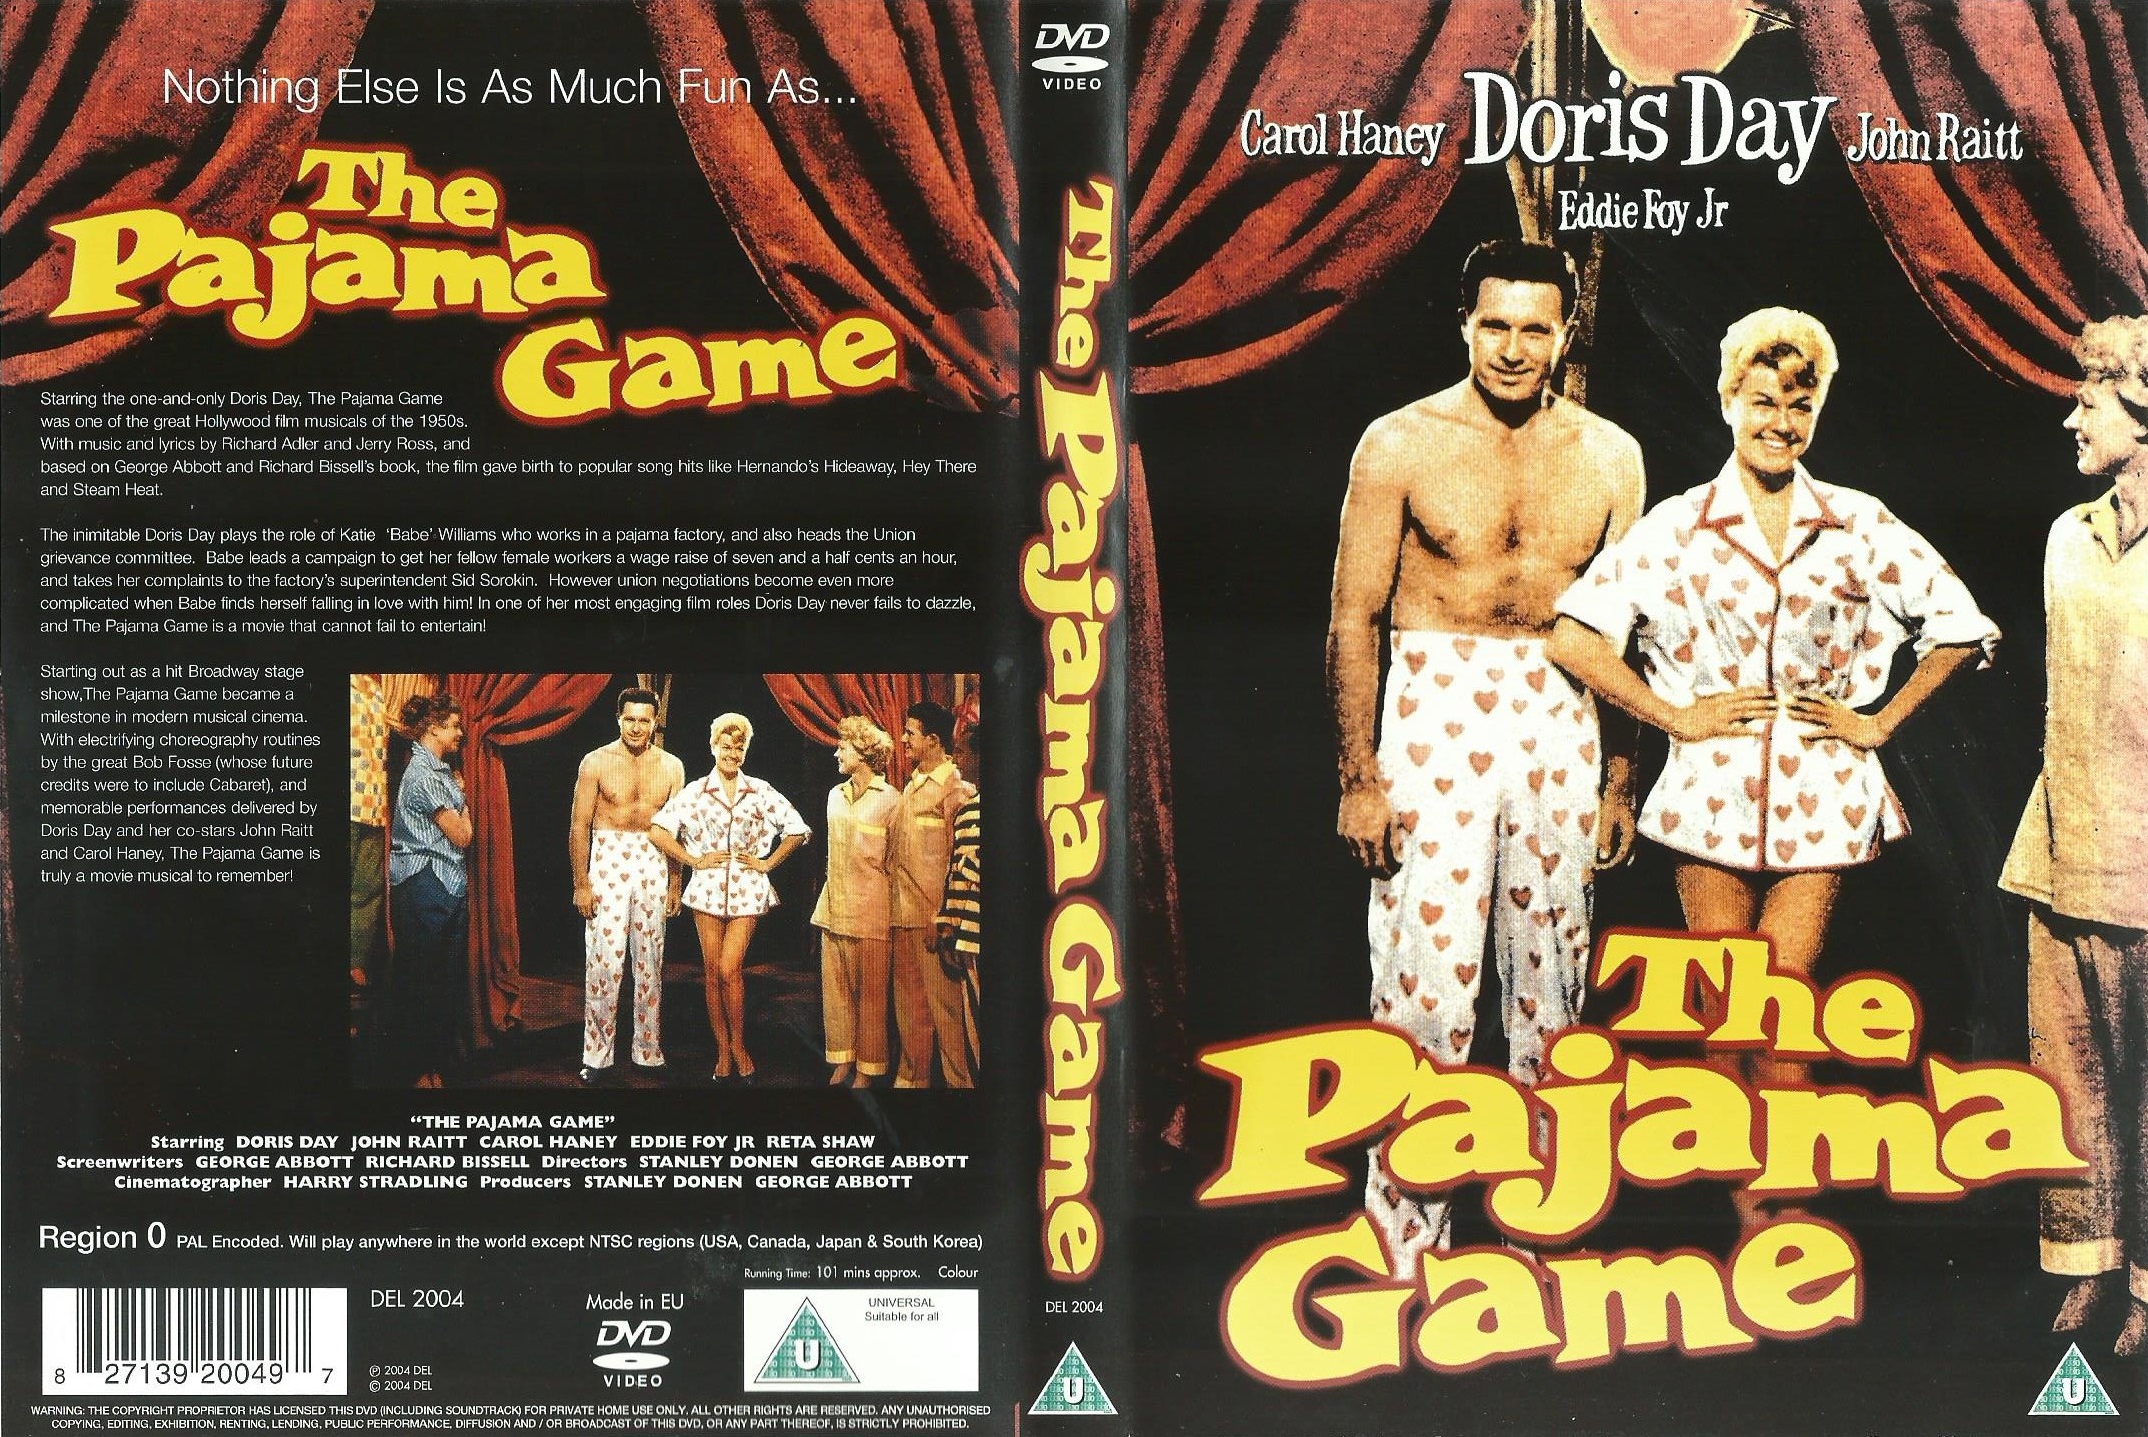 Nothing Else Is As Much Fun As...
The
Pajama
Game
Starring the one-and-only Doris Day, The Pajama Game
was one of the great Hollywood film musicals of the 1950s.
With music and lyrics by Richard Adler and Jerry Ross, and
based on George Abbott and Richard Bissell's book, the film gave birth to popular song hits like Hernando's Hideaway, Hey There
and Steam Heat.
The inimitable Doris Day plays the role of Katie 'Babe' Williams who works in a pajama factory, and also heads the Union
grievance committee. Babe leads a campaign to get her fellow female workers a wage raise of seven and a half cents an hour,
and takes her complaints to the factory's superintendent Sid Sorokin. However union negotiations become even more
complicated when Babe finds herself falling in love with him! In one of her most engaging film roles Doris Day never fails to dazzle,
and The Pajama Game is a movie that cannot fail to entertain!
Starting out as a hit Broadway stage
show,The Pajama Game became a
milestone in modern musical cinema.
With electrifying choreography routines
by the great Bob Fosse (whose future
credits were to include Cabaret), and
memorable performances delivered by
Doris Day and her co-stars John Raitt
and Carol Haney, The Pajama Game is
truly a movie musical to remember!
"THE PAJAMA GAME"
Starring DORIS DAY JOHN RAITT CAROL HANEY EDDIE FOY JR RETA SHAW
Screenwriters GEORGE ABBOTT RICHARD BISSELL Directors STANLEY DONEN GEORGE ABBOTT
Cinematographer HARRY STRADLING Producers STANLEY DONEN GEORGE ABBOTT
Region 0 PAL Encoded. Will play anywhere in the world except NTSC regions (USA, Canada, Japan & South Korea)
Running Time: 101 mins approx. Colour
8 27139 20049 7
DEL 2004
℗ 2004 DEL
© 2004 DEL
Made in EU
DVD
VIDEO
U
UNIVERSAL
Suitable for all
WARNING: THE COPYRIGHT PROPRIETOR HAS LICENSED THIS DVD (INCLUDING SOUNDTRACK) FOR PRIVATE HOME USE ONLY. ALL OTHER RIGHTS ARE RESERVED. ANY UNAUTHORISED
COPYING, EDITING, EXHIBITION, RENTING, LENDING, PUBLIC PERFORMANCE, DIFFUSION AND / OR BROADCAST OF THIS DVD, OR ANY PART THEREOF, IS STRICTLY PROHIBITED.
DVD
VIDEO
The Pajama Game
DEL 2004
U
Carol Haney Doris Day John Raitt
Eddie Foy Jr
The
Pajama
Game
U